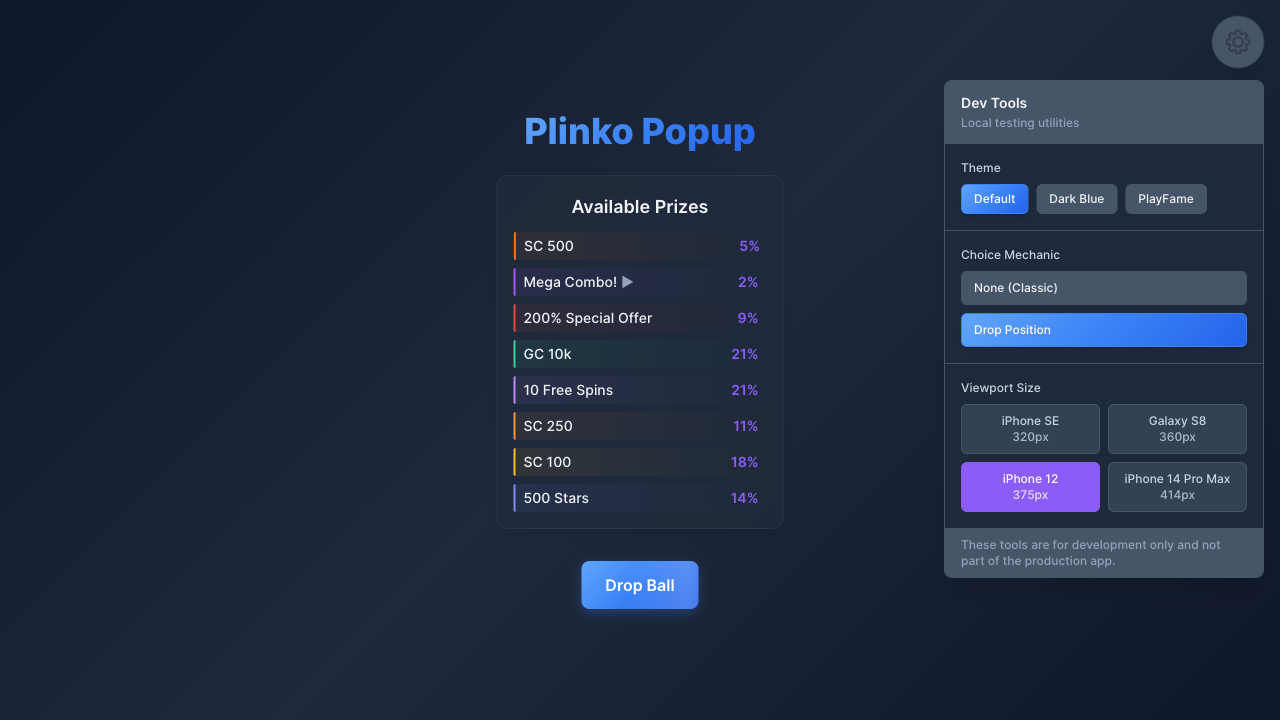 Plinko Popup
Available Prizes
SC 500 5%
Mega Combo! ▶ 2%
200% Special Offer 9%
GC 10k 21%
10 Free Spins 21%
SC 250 11%
SC 100 18%
500 Stars 14%
Drop Ball
Dev Tools
Local testing utilities
Theme
Default Dark Blue PlayFame
Choice Mechanic
None (Classic)
Drop Position
Viewport Size
iPhone SE
320px
Galaxy S8
360px
iPhone 12
375px
iPhone 14 Pro Max
414px
These tools are for development only and not
part of the production app.